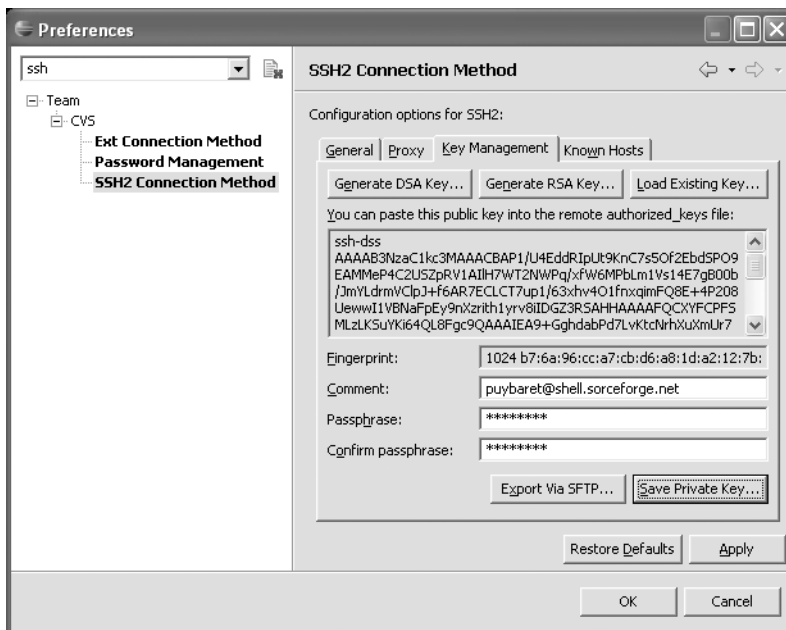 Preferences
ssh
Team
CVS
Ext Connection Method
Password Management
SSH2 Connection Method
SSH2 Connection Method
Configuration options for SSH2:
General Proxy Key Management Known Hosts
Generate DSA Key... Generate RSA Key... Load Existing Key...
You can paste this public key into the remote authorized_keys file:
ssh-dss
AAAAB3NzaC1kc3MAAACBAP1/U4EddRIpUt9KnC7s5Of2EbdSPO9
EAMMeP4C2USZpRV1AIlH7WT2NWPq/xfW6MPbLm1Vs14E7gB00b
/JmYLdrmVClpJ+f6AR7ECLCT7up1/63xhv4O1fnxqimFQ8E+4P208
UewwI1VBNaFpEy9nXzrith1yrv8iIDGZ3RSAHHAAAAFQCXYFCPFS
MLzLKSuYKi64QL8Fgc9QAAAIEA9+GghdabPd7LvKtcNrhXuXmUr7
Fingerprint:
1024 b7:6a:96:cc:a7:cb:d6:a8:1d:a2:12:7b:
Comment:
puybaret@shell.sorceforge.net
Passphrase:
********
Confirm passphrase:
********
Export Via SFTP... Save Private Key...
Restore Defaults Apply
OK Cancel